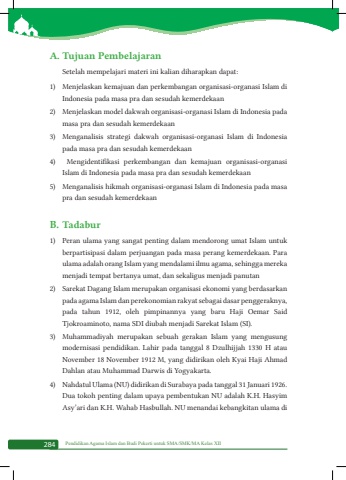 A. Tujuan Pembelajaran
Setelah mempelajari materi ini kalian diharapkan dapat:
1) Menjelaskan kemajuan dan perkembangan organisasi-organasi Islam di
Indonesia pada masa pra dan sesudah kemerdekaan
2) Menjelaskan model dakwah organisasi-organasi Islam di Indonesia pada
masa pra dan sesudah kemerdekaan
3) Menganalisis strategi dakwah organisasi-organasi Islam di Indonesia
pada masa pra dan sesudah kemerdekaan
4) Mengidentifikasi perkembangan dan kemajuan organisasi-organasi
Islam di Indonesia pada masa pra dan sesudah kemerdekaan
5) Menganalisis hikmah organisasi-organasi Islam di Indonesia pada masa
pra dan sesudah kemerdekaan
B. Tadabur
1) Peran ulama yang sangat penting dalam mendorong umat Islam untuk
berpartisipasi dalam perjuangan pada masa perang kemerdekaan. Para
ulama adalah orang Islam yang mendalami ilmu agama, sehingga mereka
menjadi tempat bertanya umat, dan sekaligus menjadi panutan
2) Sarekat Dagang Islam merupakan organisasi ekonomi yang berdasarkan
pada agama Islam dan perekonomian rakyat sebagai dasar penggeraknya,
pada tahun 1912, oleh pimpinannya yang baru Haji Oemar Said
Tjokroaminoto, nama SDI diubah menjadi Sarekat Islam (SI).
3) Muhammadiyah merupakan sebuah gerakan Islam yang mengusung
modernisasi pendidikan. Lahir pada tanggal 8 Dzulhijjah 1330 H atau
November 18 November 1912 M, yang didirikan oleh Kyai Haji Ahmad
Dahlan atau Muhammad Darwis di Yogyakarta.
4) Nahdatul Ulama (NU) didirikan di Surabaya pada tanggal 31 Januari 1926.
Dua tokoh penting dalam upaya pembentukan NU adalah K.H. Hasyim
Asy'ari dan K.H. Wahab Hasbullah. NU menandai kebangkitan ulama di
284 Pendidikan Agama Islam dan Budi Pekerti untuk SMA/SMK/MA Kelas XII